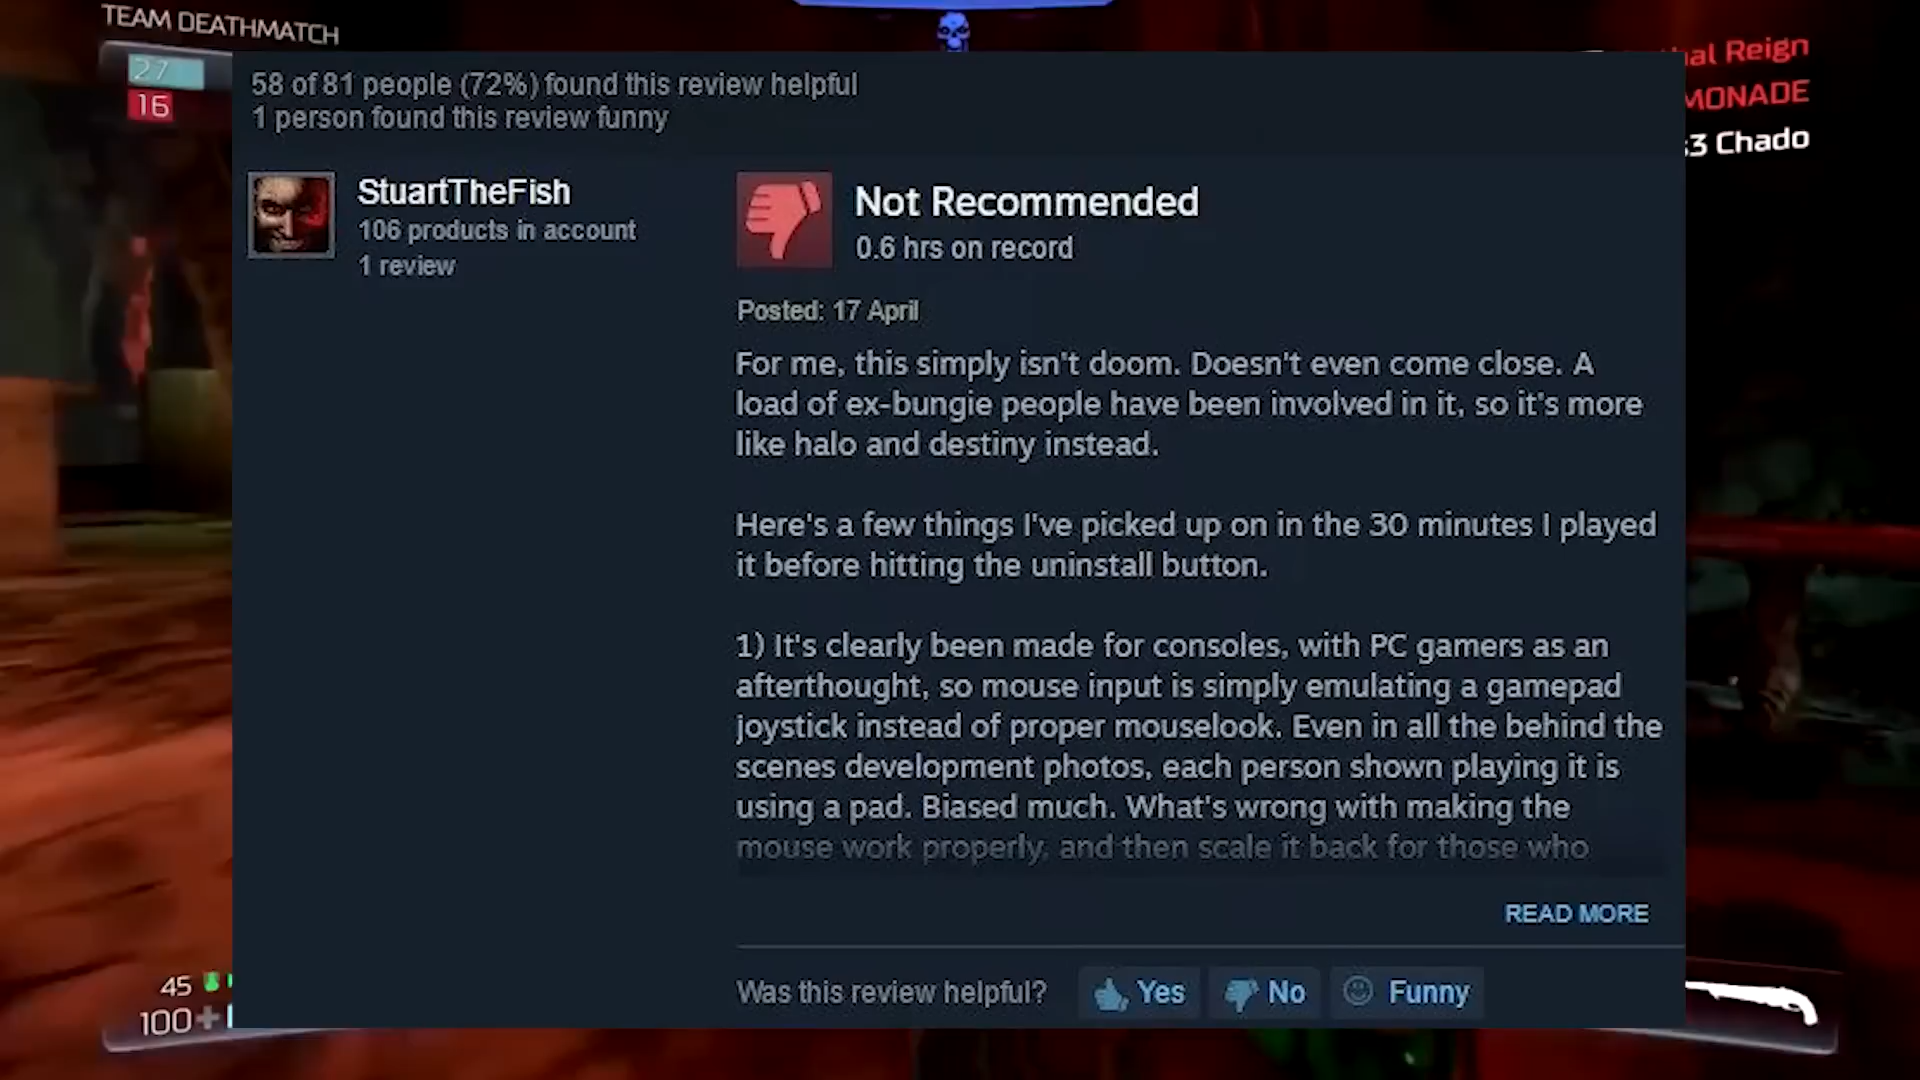 TEAM DEATHMATCH
27
16
hal Reign
MONADE
3 Chado
58 of 81 people (72%) found this review helpful
1 person found this review funny
StuartTheFish
106 products in account
1 review
Not Recommended
0.6 hrs on record
Posted: 17 April
For me, this simply isn't doom. Doesn't even come close. A
load of ex-bungie people have been involved in it, so it's more
like halo and destiny instead.
Here's a few things I've picked up on in the 30 minutes I played
it before hitting the uninstall button.
1) It's clearly been made for consoles, with PC gamers as an
afterthought, so mouse input is simply emulating a gamepad
joystick instead of proper mouselook. Even in all the behind the
scenes development photos, each person shown playing it is
using a pad. Biased much. What's wrong with making the
mouse work properly, and then scale it back for those who
READ MORE
Was this review helpful? Yes No Funny
45
100